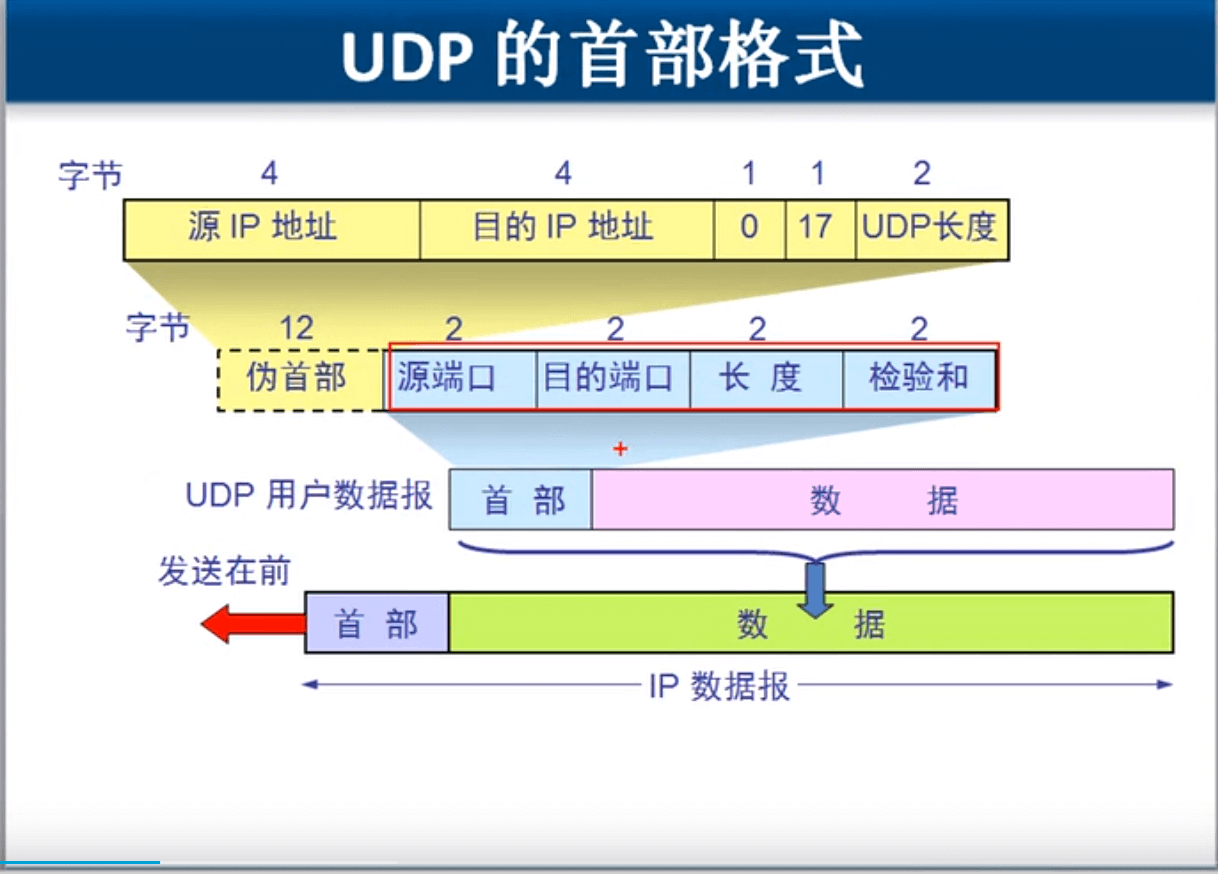 UDP 的首部格式
字节 4 4 1 1 2
源 IP 地址 目的 IP 地址 0 17 UDP长度
字节 12 2 2 2 2
伪首部 源端口 目的端口 长 度 检验和
UDP 用户数据报 首 部 数 据
发送在前
首 部 数 据
IP 数据报